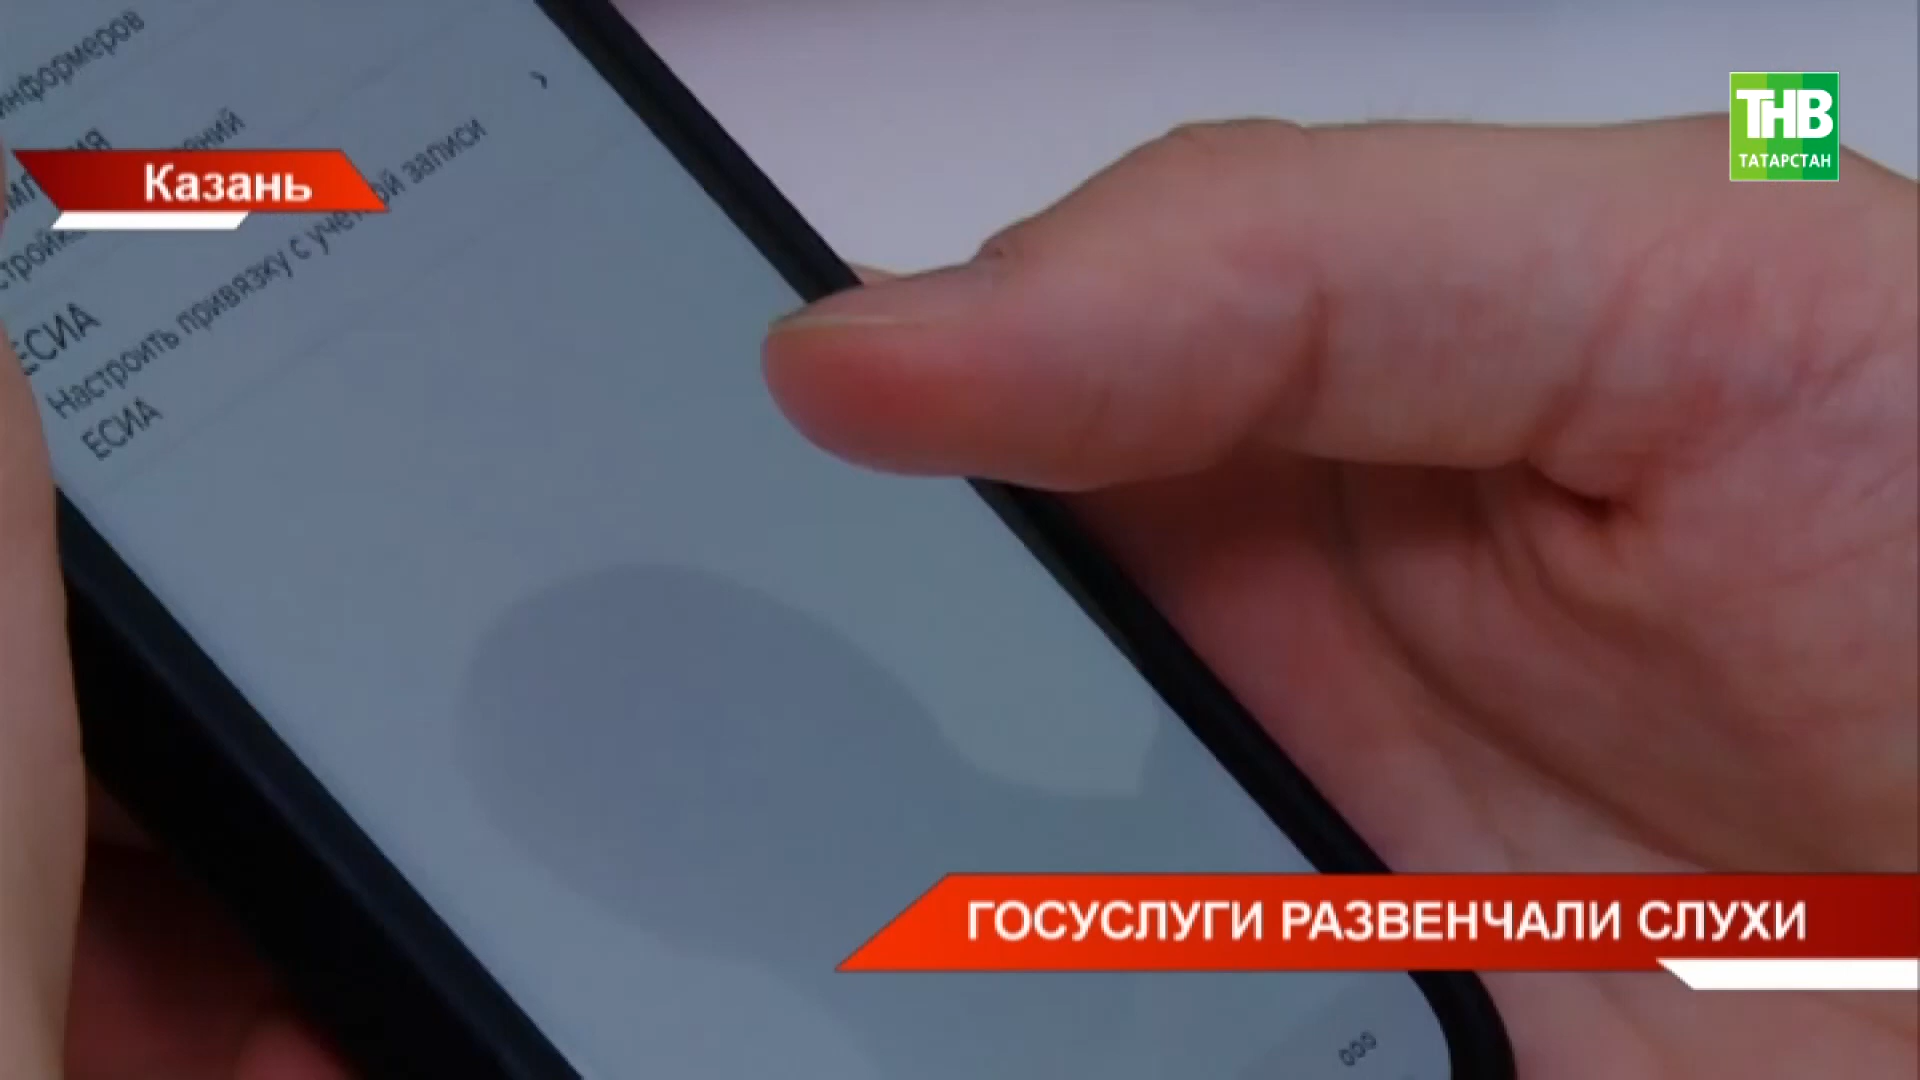 ТНВ
ТАТАРСТАН
Казань
информеров
ЕСИА
Настроить привязку с учетной записи
ЕСИА
ГОСУСЛУГИ РАЗВЕНЧАЛИ СЛУХИ